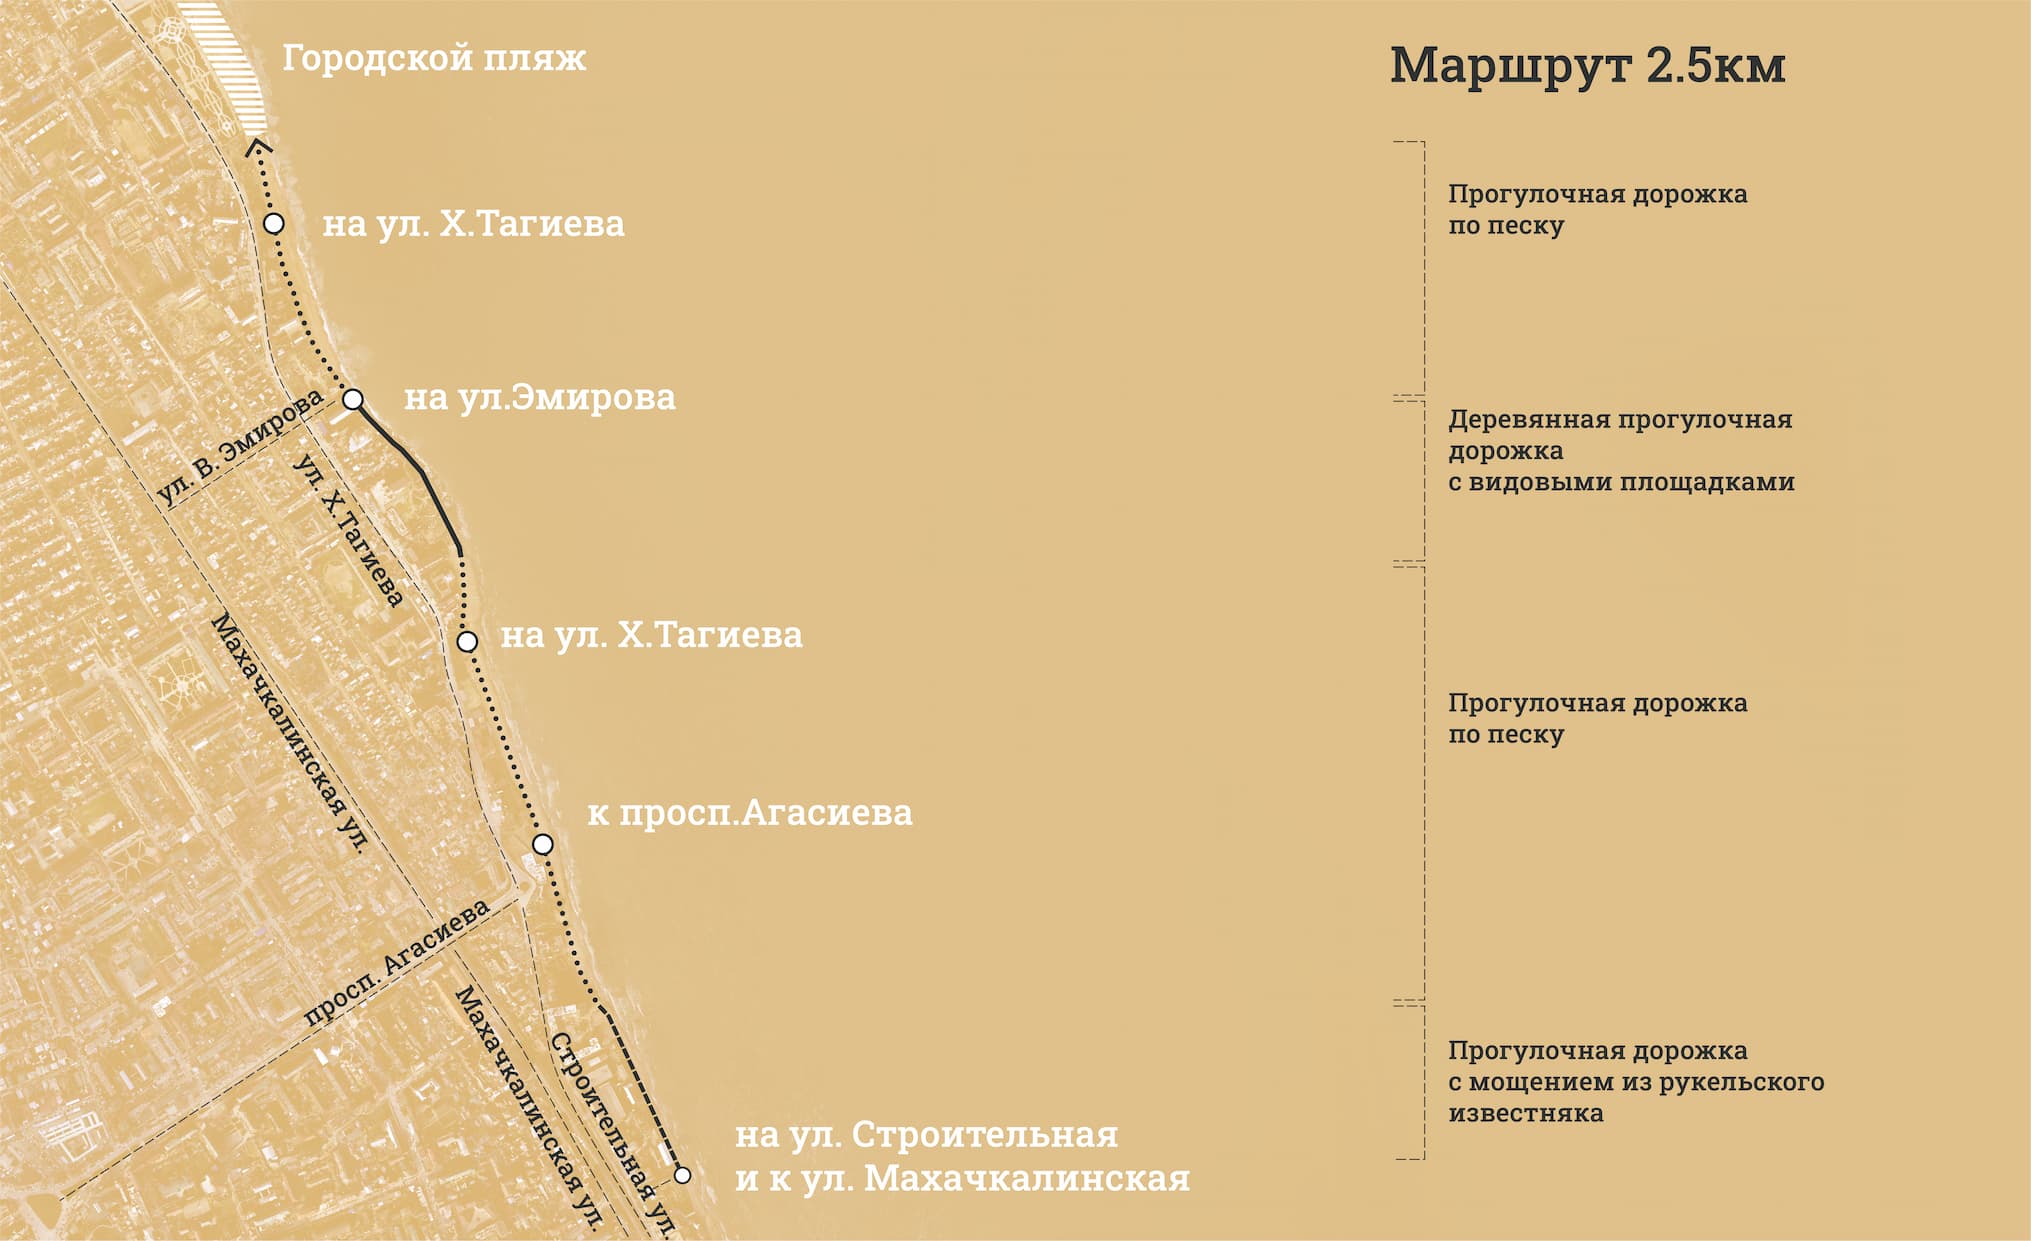 Городской пляж
Маршрут 2.5км
Прогулочная дорожка
по песку
на ул. Х.Тагиева
на ул.Эмирова
ул. В. Эмирова
Деревянная прогулочная
дорожка
с видовыми площадками
ул. Х.Тагиева
на ул. Х.Тагиева
Махачкалинская ул.
Прогулочная дорожка
по песку
к просп.Агасиева
просп. Агасиева
Махачкалинская ул.
Строительная ул.
Прогулочная дорожка
с мощением из рукельского
известняка
на ул. Строительная
и к ул. Махачкалинская